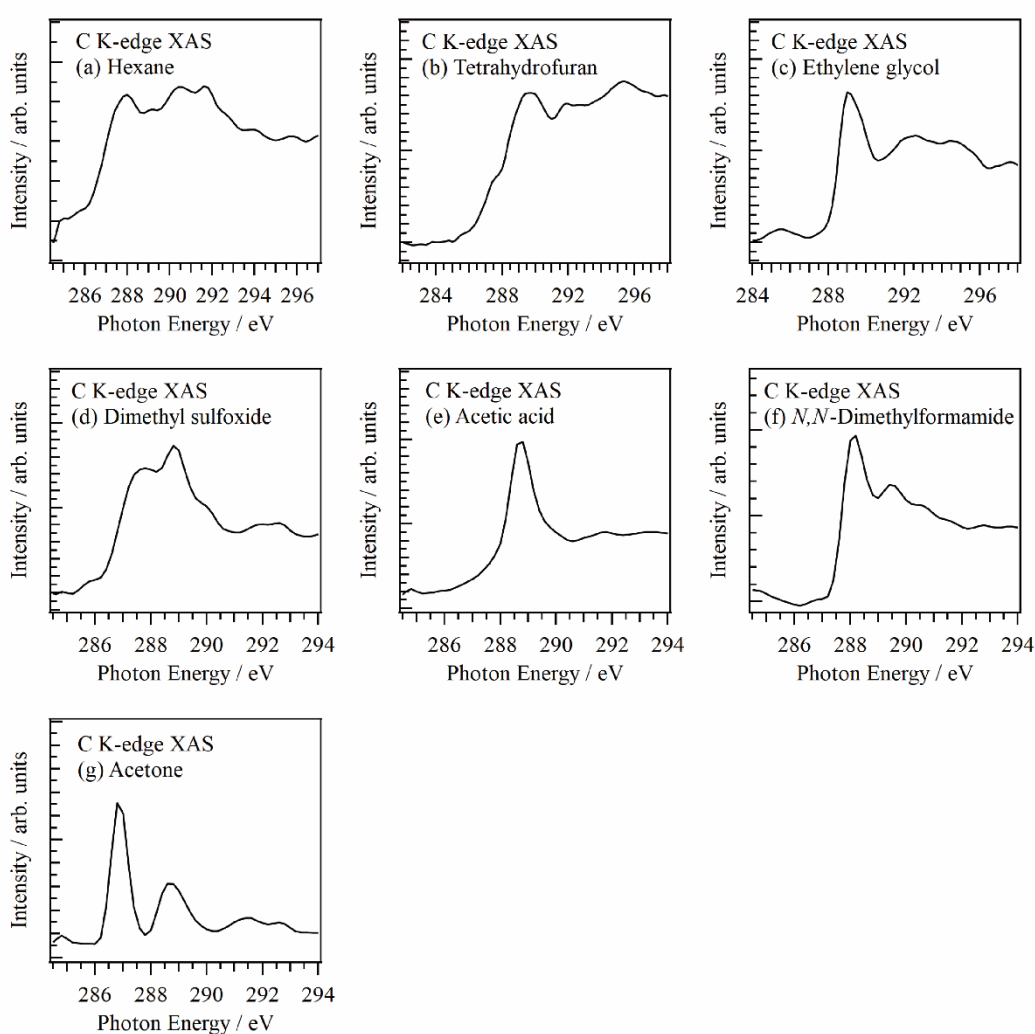 C K-edge XAS
(a) Hexane
Intensity / arb. units
286 288 290 292 294 296
Photon Energy / eV
C K-edge XAS
(b) Tetrahydrofuran
Intensity / arb. units
284 288 292 296
Photon Energy / eV
C K-edge XAS
(c) Ethylene glycol
Intensity / arb. units
284 288 292 296
Photon Energy / eV
C K-edge XAS
(d) Dimethyl sulfoxide
Intensity / arb. units
286 288 290 292 294
Photon Energy / eV
C K-edge XAS
(e) Acetic acid
Intensity / arb. units
286 288 290 292 294
Photon Energy / eV
C K-edge XAS
(f) N,N-Dimethylformamide
Intensity / arb. units
286 288 290 292 294
Photon Energy / eV
C K-edge XAS
(g) Acetone
Intensity / arb. units
286 288 290 292 294
Photon Energy / eV